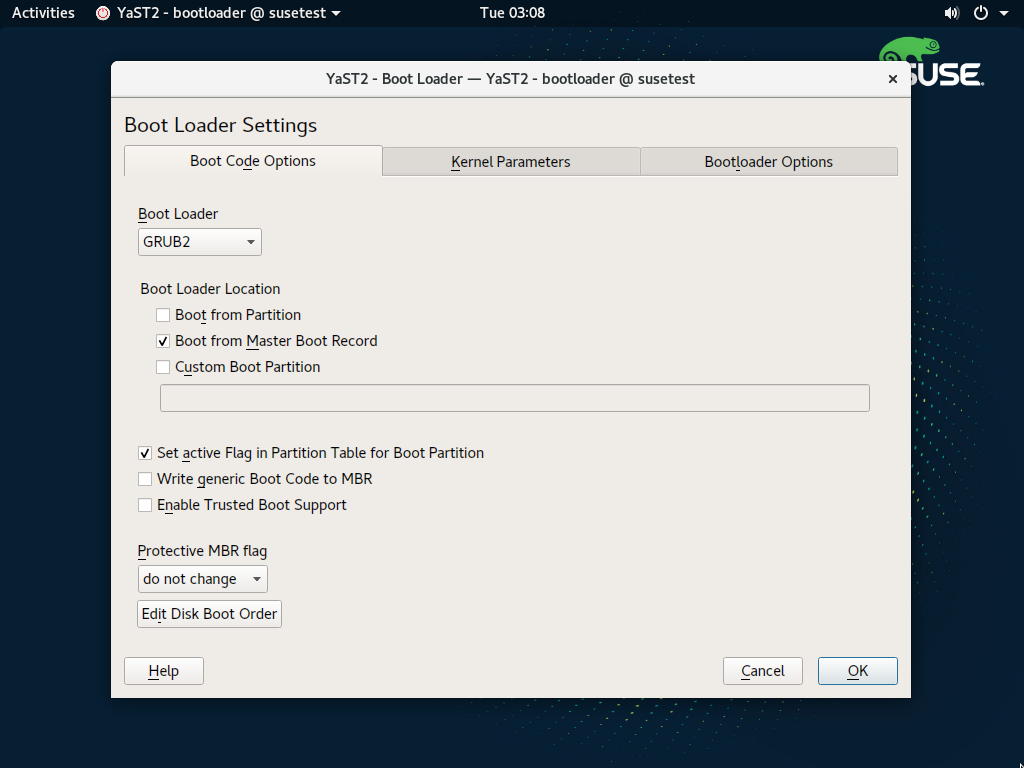 Activities YaST2 - bootloader @ susetest Tue 03:08
SUSE
YaST2 - Boot Loader — YaST2 - bootloader @ susetest
Boot Loader Settings
Boot Code Options Kernel Parameters Bootloader Options
Boot Loader
GRUB2
Boot Loader Location
Boot from Partition
Boot from Master Boot Record
Custom Boot Partition
Set active Flag in Partition Table for Boot Partition
Write generic Boot Code to MBR
Enable Trusted Boot Support
Protective MBR flag
do not change
Edit Disk Boot Order
Help Cancel OK